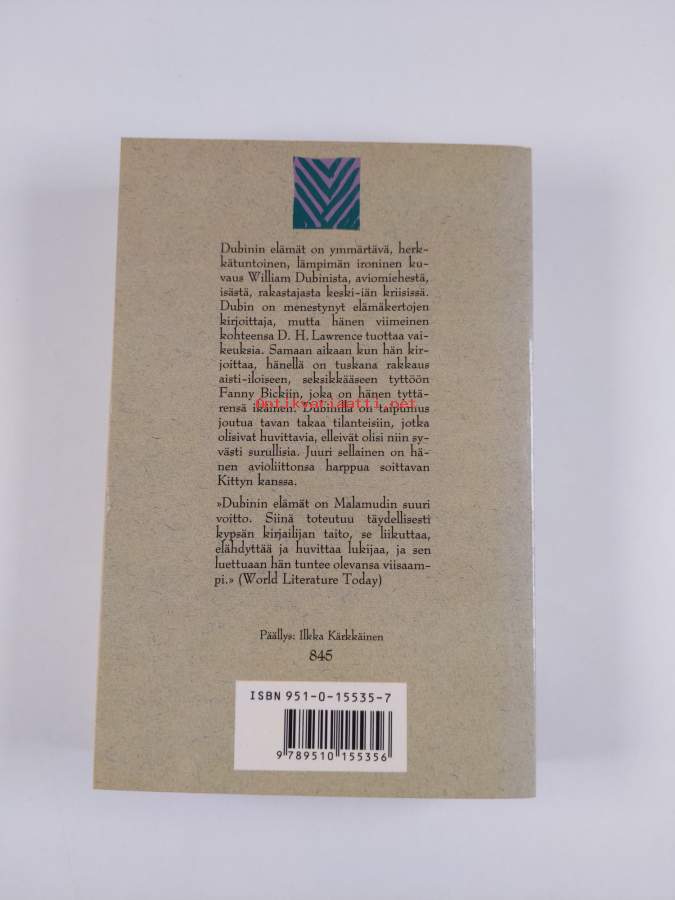 Dubinin elämät on ymmärtävä, herk-
kätuntoinen, lämpimän ironinen ku-
vaus William Dubinista, aviomiehestä,
isästä, rakastajasta keski-iän kriisissä.
Dubin on menestynyt elämäkertojen
kirjoittaja, mutta hänen viimeinen
kohteensa D. H. Lawrence tuottaa vai-
keuksia. Samaan aikaan kun hän kir-
joittaa, hänellä on tuskana rakkaus
aisti-iloiseen, seksikkääseen tyttöön
Fanny Bickiin, joka on hänen tyttä-
rensä ikäinen. Dubinilla on taipumus
Antikvariaatti.net
joutua tavan takaa tilanteisiin, jotka
olisivat huvittavia, elleivät olisi niin sy-
västi surullisia. Juuri sellainen on hä-
nen avioliittonsa harppua soittavan
Kittyn kanssa.
»Dubinin elämät on Malamudin suuri
voitto. Siinä toteutuu täydellisesti
kypsän kirjailijan taito, se liikuttaa,
elähdyttää ja huvittaa lukijaa, ja sen
luettuaan hän tuntee olevansa viisaam-
pi.» (World Literature Today)
Päällys: Ilkka Kärkkäinen
845
ISBN 951-0-15535-7
9 789510 155356